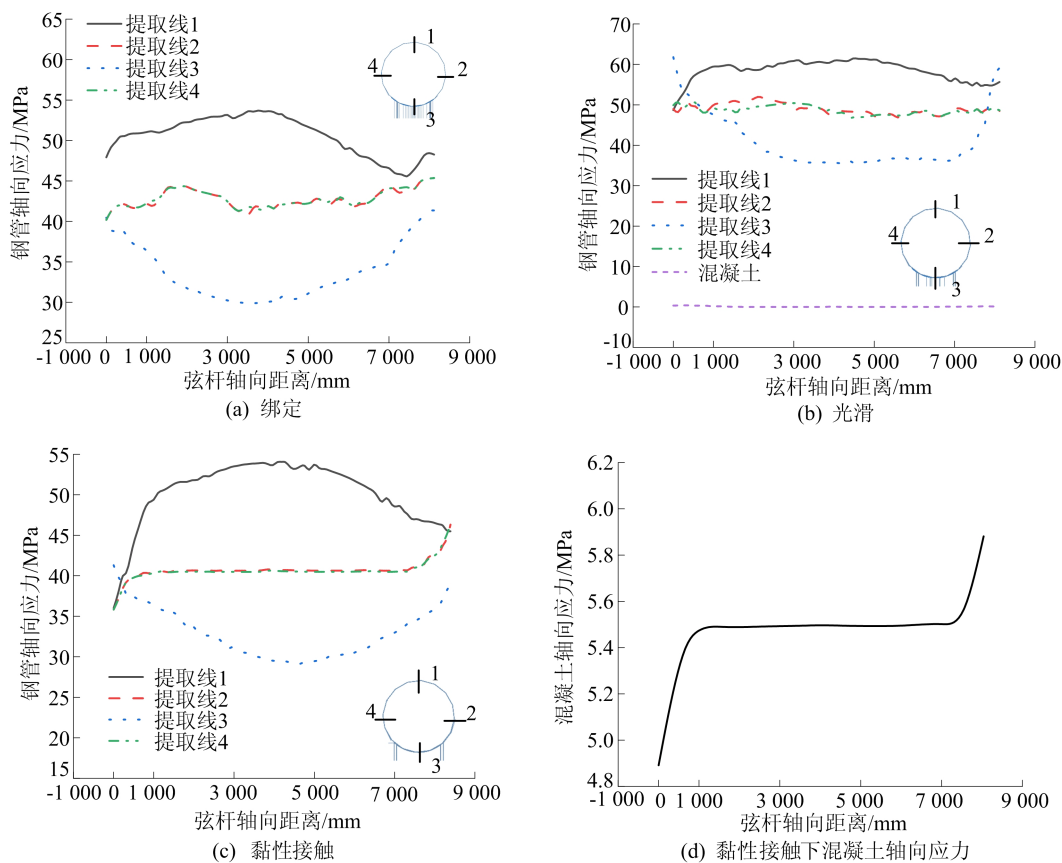 65
60
55
50
45
40
35
30
25
钢管轴向应力/MPa
提取线1
提取线2
提取线3
提取线4
1
4
2
3
-1 000 0 1 000 3 000 5 000 7 000 9 000
弦杆轴向距离/mm
(a) 绑定
70
60
50
40
30
20
10
0
-10
钢管轴向应力/MPa
提取线1
提取线2
提取线3
提取线4
混凝土
1
4
2
3
-1 000 0 1 000 3 000 5 000 7 000 9 000
弦杆轴向距离/mm
(b) 光滑
55
50
45
40
35
29
25
22
20
15
钢管轴向应力/MPa
提取线1
提取线2
提取线3
提取线4
1
4
2
3
-1 000 0 1 000 3 000 5 000 7 000 9 000
弦杆轴向距离/mm
(c) 黏性接触
6.2
6.0
5.8
5.6
5.4
5.2
5.0
4.8
混凝土轴向应力/MPa
-1 000 0 1 000 3 000 5 000 7 000 9 000
弦杆轴向距离/mm
(d) 黏性接触下混凝土轴向应力